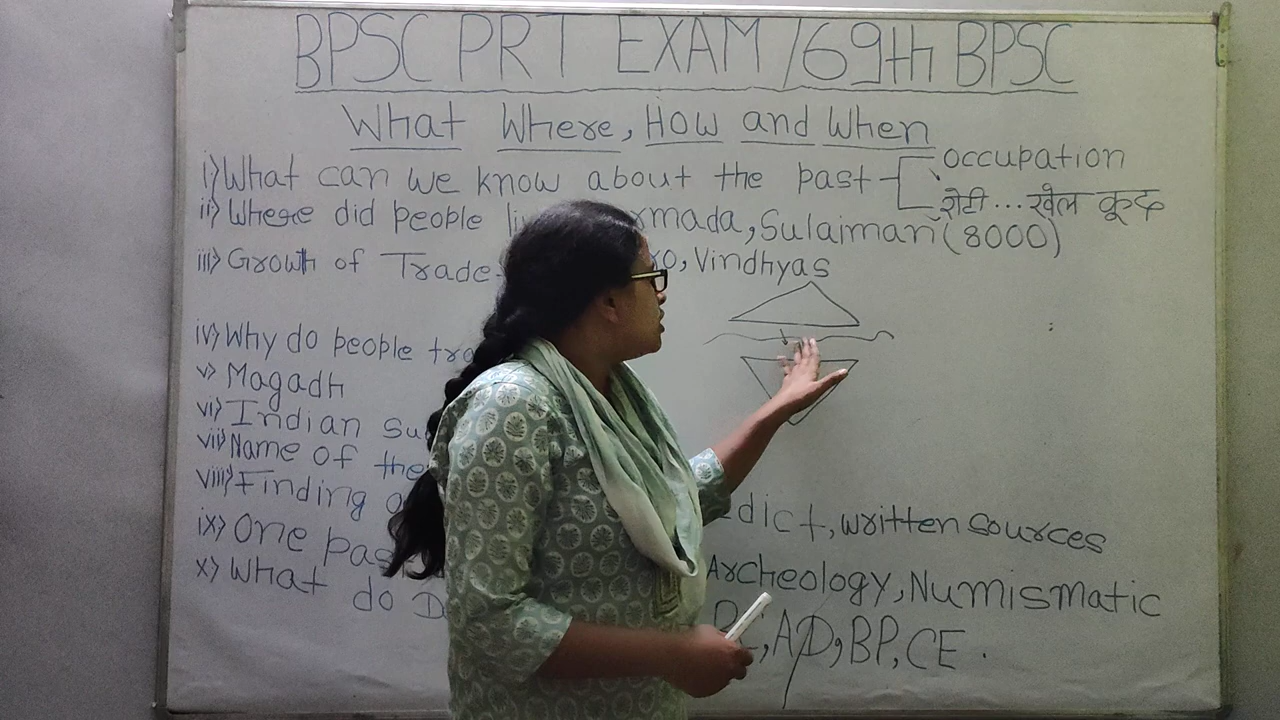 BPSC PRT EXAM/69th BPSC
What Where, How and When
i) What can we know about the past - occupation
रोटी...खेल कूद
ii) Where did people rmada, Sulaiman (8000)
iii) Growth of Trade - ro, Vindhyas
iv) Why do people tra
v) Magadh
vi) Indian Su
vii) Name of the
viii) Finding
edict, written sources
ix) One pas
Archeology, Numismatic
x) What do D
BC, AD, BP, CE.